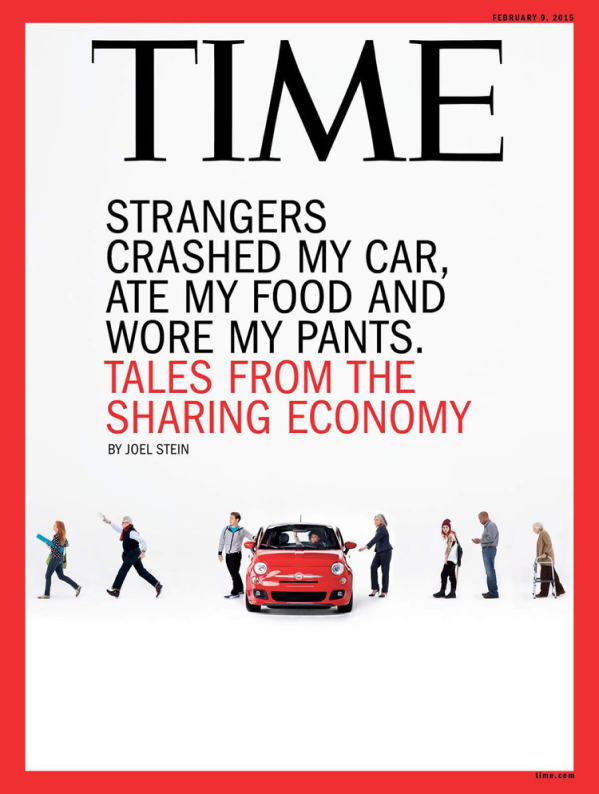 FEBRUARY 9, 2015
TIME
STRANGERS
CRASHED MY CAR,
ATE MY FOOD AND
WORE MY PANTS.
TALES FROM THE
SHARING ECONOMY
BY JOEL STEIN
time.com